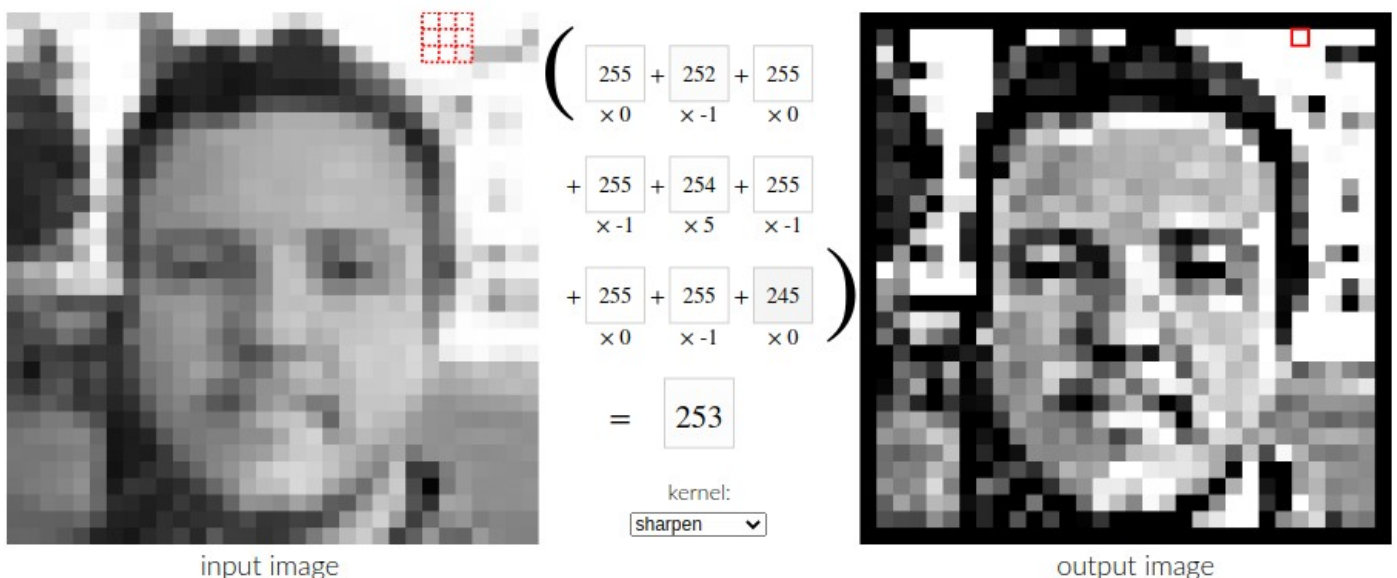 ( 255 + 252 + 255
× 0 × -1 × 0
+ 255 + 254 + 255
× -1 × 5 × -1
+ 255 + 255 + 245 )
× 0 × -1 × 0
= 253
kernel:
sharpen
input image
output image